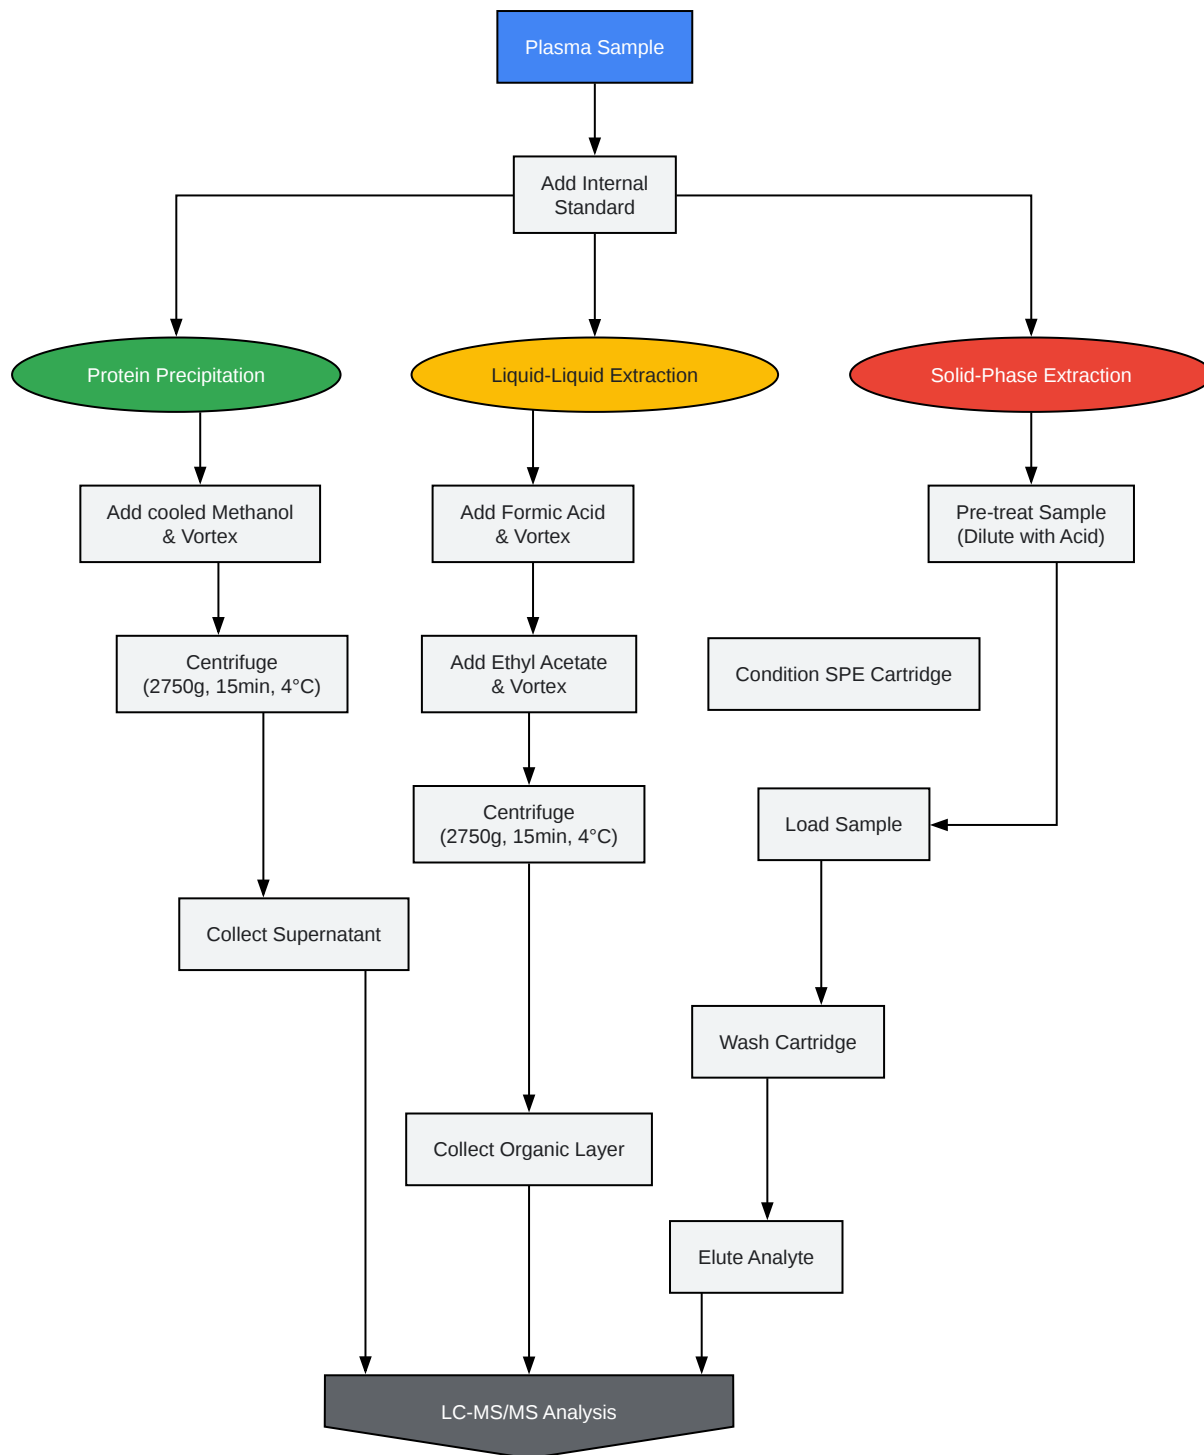 Plasma Sample
Add Internal
Standard
Protein Precipitation
Liquid-Liquid Extraction
Solid-Phase Extraction
Add cooled Methanol
& Vortex
Add Formic Acid
& Vortex
Pre-treat Sample
(Dilute with Acid)
Centrifuge
(2750g, 15min, 4°C)
Add Ethyl Acetate
& Vortex
Condition SPE Cartridge
Centrifuge
(2750g, 15min, 4°C)
Load Sample
Collect Supernatant
Wash Cartridge
Collect Organic Layer
Elute Analyte
LC-MS/MS Analysis